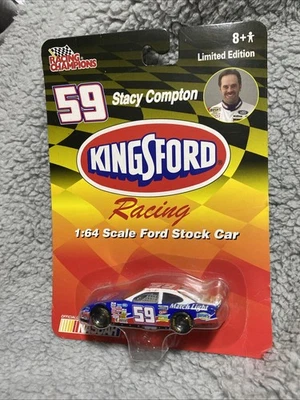 RACING
CHAMPIONS
8+
Limited Edition
59
Stacy Compton
KINGSFORD
Racing
1:64 Scale Ford Stock Car
Match Light
59